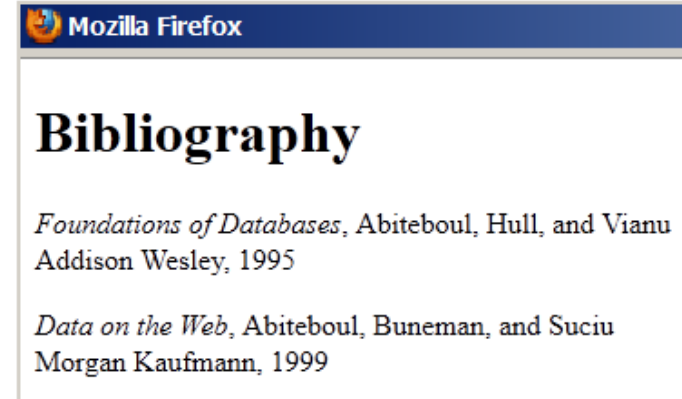 Mozilla Firefox
Bibliography
Foundations of Databases, Abiteboul, Hull, and Vianu
Addison Wesley, 1995
Data on the Web, Abiteboul, Buneman, and Suciu
Morgan Kaufmann, 1999